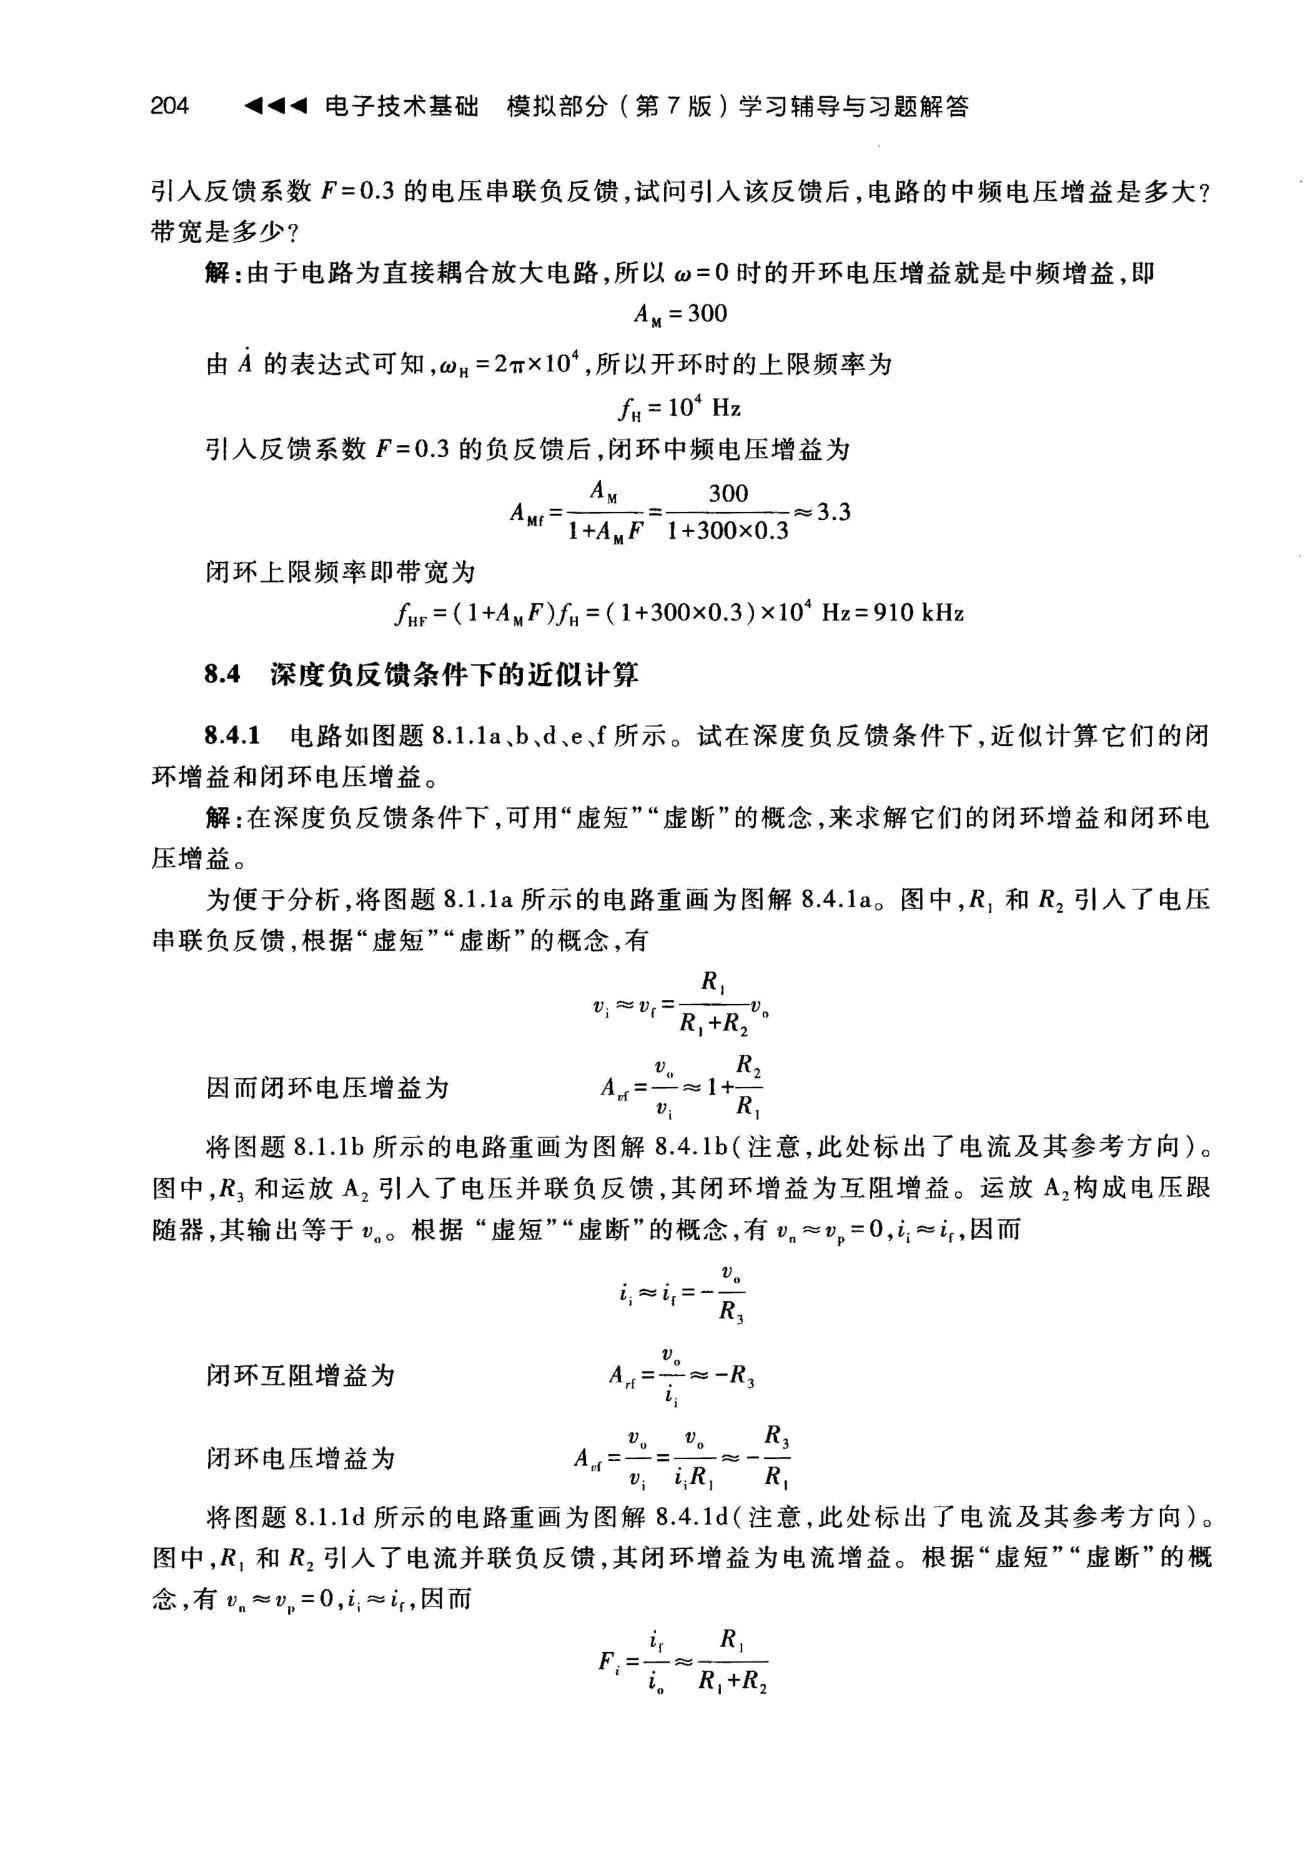 204 ◀◀◀ 电子技术基础 模拟部分(第7版)学习辅导与习题解答
引入反馈系数 F=0.3 的电压串联负反馈,试问引入该反馈后,电路的中频电压增益是多大?
带宽是多少?
解:由于电路为直接耦合放大电路,所以 ω=0 时的开环电压增益就是中频增益,即
A_M = 300
由 Ȧ 的表达式可知,ω_H = 2π×10⁴,所以开环时的上限频率为
f_H = 10⁴ Hz
引入反馈系数 F=0.3 的负反馈后,闭环中频电压增益为
A_Mf = A_M/(1+A_M F) = 300/(1+300×0.3) ≈ 3.3
闭环上限频率即带宽为
f_HF = (1+A_M F)f_H = (1+300×0.3)×10⁴ Hz = 910 kHz
8.4 深度负反馈条件下的近似计算
8.4.1 电路如图题 8.1.1a、b、d、e、f 所示。试在深度负反馈条件下,近似计算它们的闭
环增益和闭环电压增益。
解:在深度负反馈条件下,可用“虚短”“虚断”的概念,来求解它们的闭环增益和闭环电
压增益。
为便于分析,将图题 8.1.1a 所示的电路重画为图解 8.4.1a。图中,R₁ 和 R₂ 引入了电压
串联负反馈,根据“虚短”“虚断”的概念,有
v_i ≈ v_f = R₁/(R₁+R₂) v_o
因而闭环电压增益为 A_vf = v_o/v_i ≈ 1+R₂/R₁
将图题 8.1.1b 所示的电路重画为图解 8.4.1b(注意,此处标出了电流及其参考方向)。
图中,R₃ 和运放 A₂ 引入了电压并联负反馈,其闭环增益为互阻增益。运放 A₂构成电压跟
随器,其输出等于 v_o。根据 “虚短”“虚断”的概念,有 v_n ≈ v_p = 0,i_i ≈ i_f,因而
i_i ≈ i_f = -v_o/R₃
闭环互阻增益为 A_rf = v_o/i_i ≈ -R₃
闭环电压增益为 A_vf = v_o/v_i = v_o/(i_i R₁) ≈ -R₃/R₁
将图题 8.1.1d 所示的电路重画为图解 8.4.1d(注意,此处标出了电流及其参考方向)。
图中,R₁ 和 R₂ 引入了电流并联负反馈,其闭环增益为电流增益。根据“虚短”“虚断”的概
念,有 v_n ≈ v_p = 0,i_i ≈ i_f,因而
F_i = i_f/i_o ≈ R₁/(R₁+R₂)